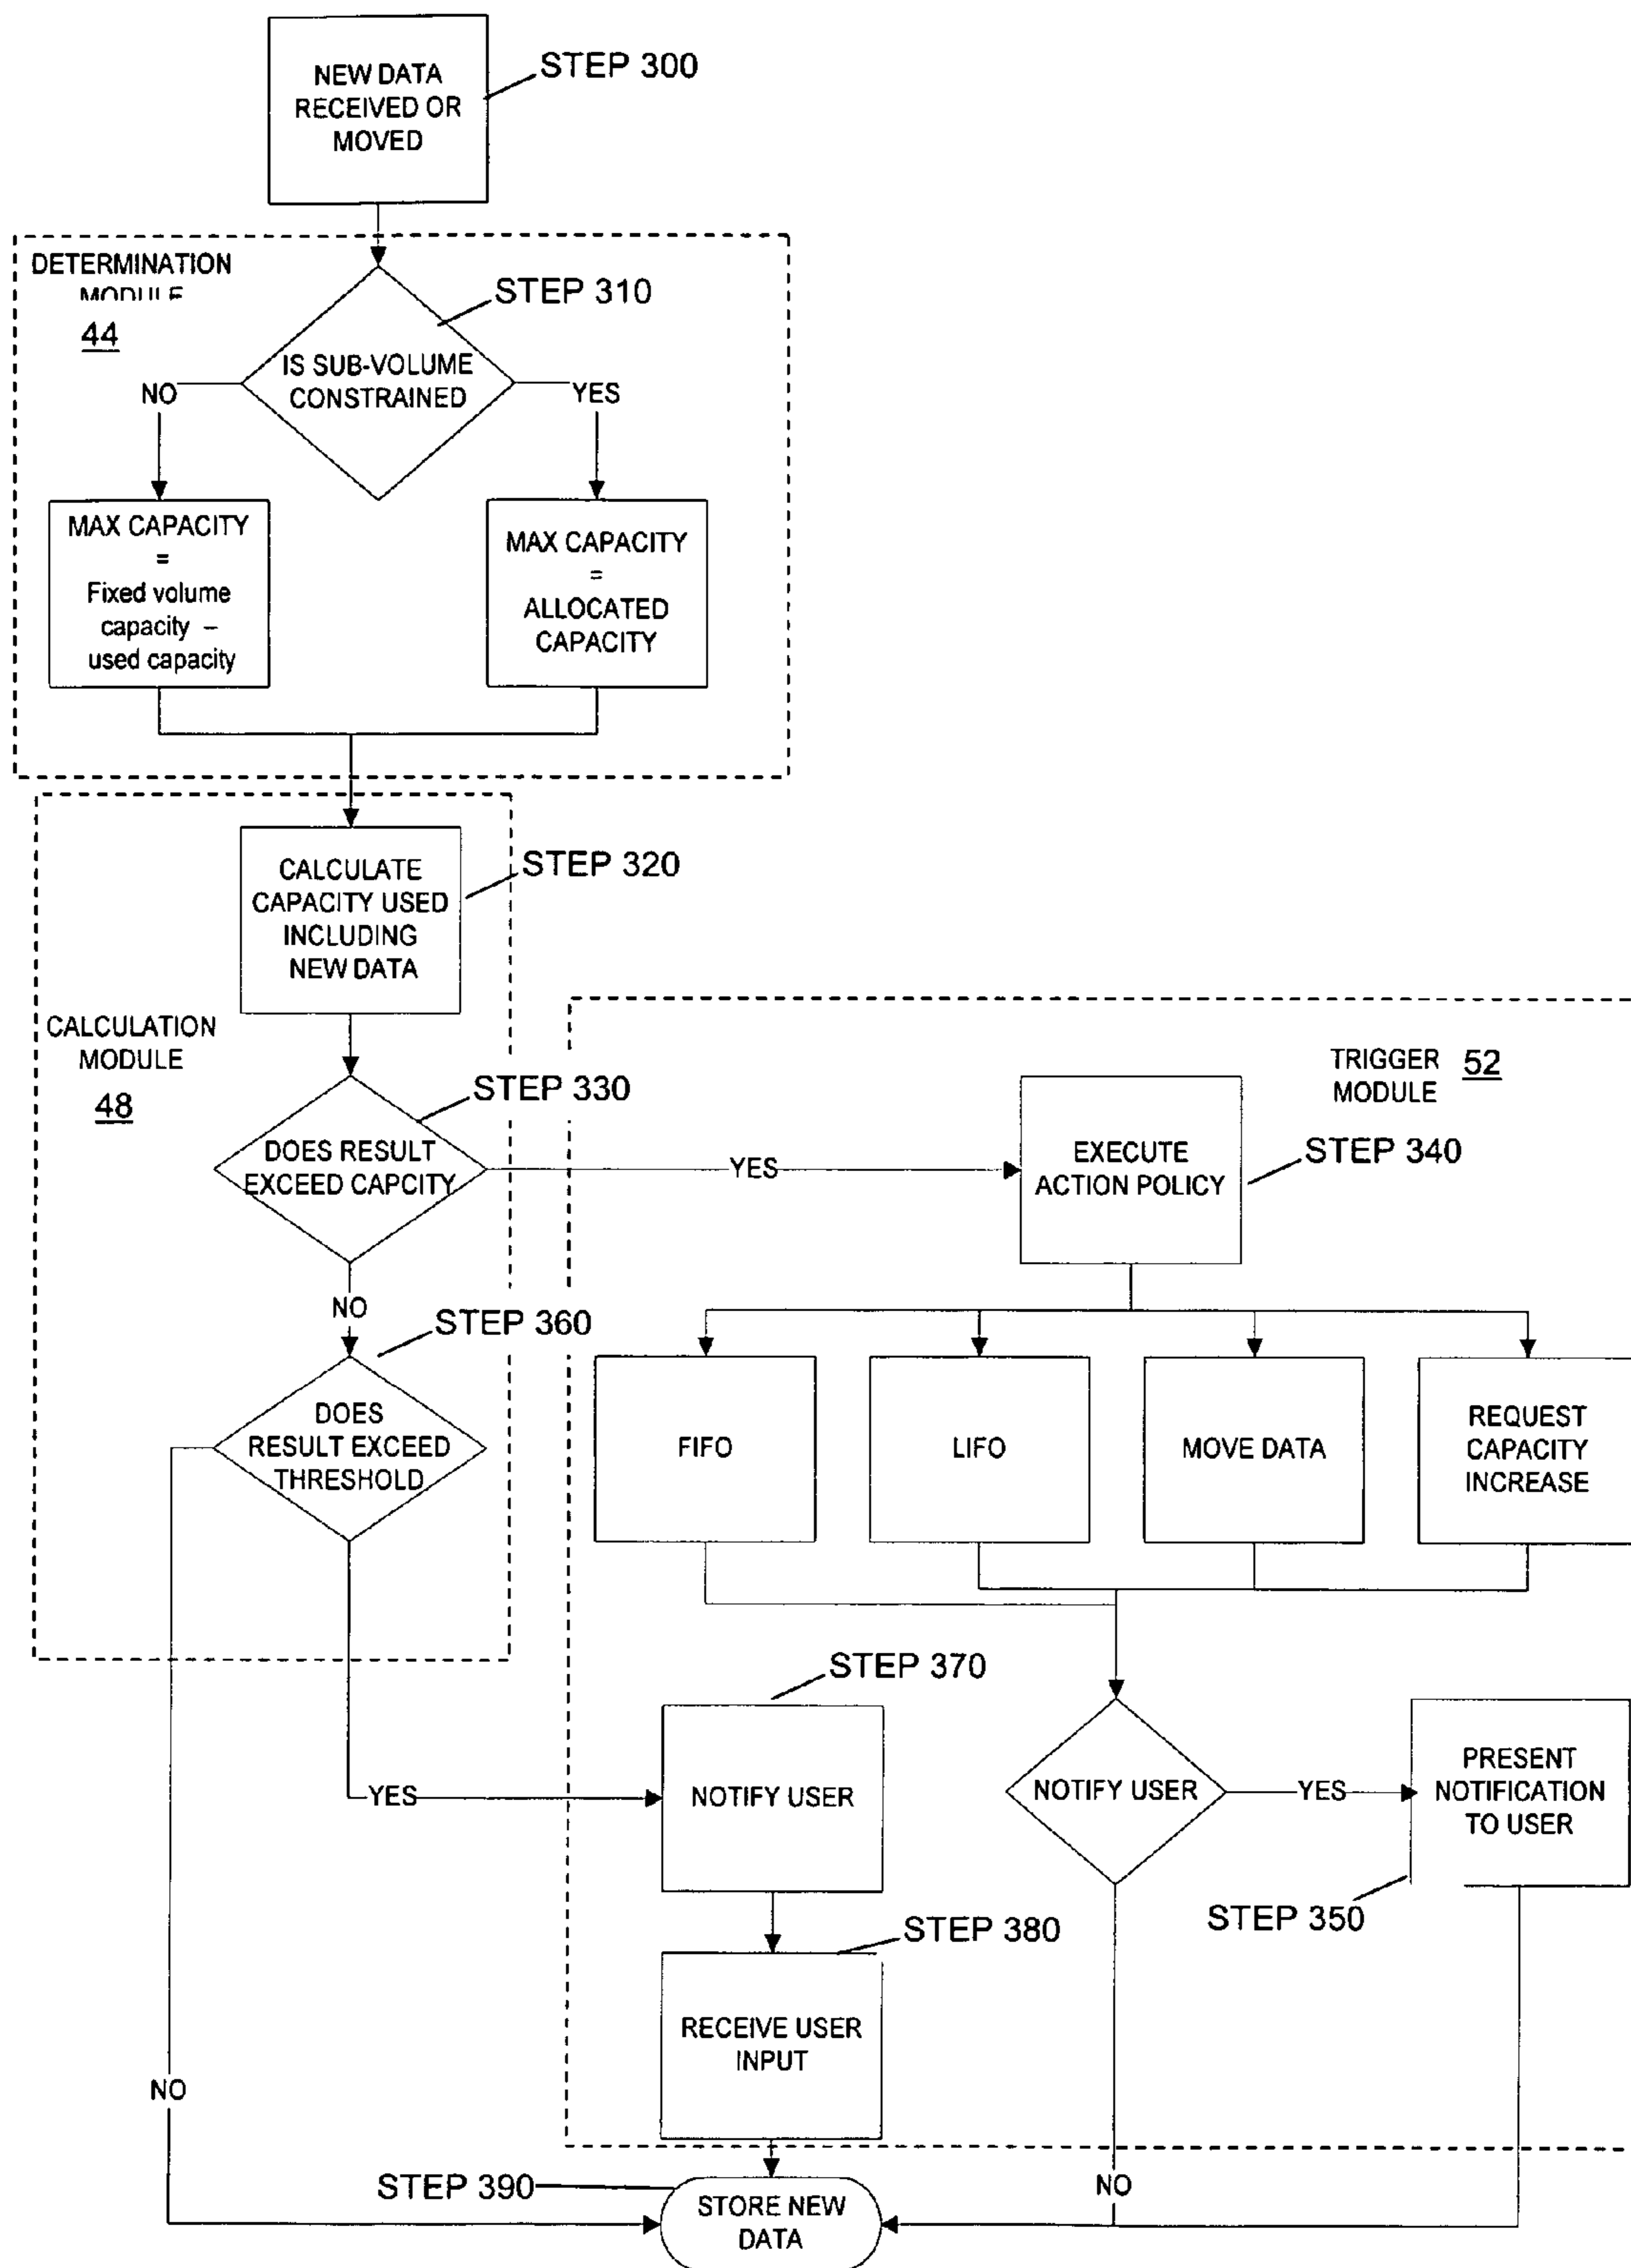 NEW DATA
RECEIVED OR
MOVED
STEP 300
DETERMINATION
MODULE
44
STEP 310
IS SUB-VOLUME
CONSTRAINED
NO
YES
MAX CAPACITY
=
Fixed volume
capacity –
used capacity
MAX CAPACITY
=
ALLOCATED
CAPACITY
CALCULATE
CAPACITY USED
INCLUDING
NEW DATA
STEP 320
CALCULATION
MODULE
48
STEP 330
DOES RESULT
EXCEED CAPCITY
YES
NO
TRIGGER
MODULE
52
EXECUTE
ACTION POLICY
STEP 340
STEP 360
DOES
RESULT EXCEED
THRESHOLD
FIFO
LIFO
MOVE DATA
REQUEST
CAPACITY
INCREASE
STEP 370
YES
NOTIFY USER
NOTIFY USER
YES
PRESENT
NOTIFICATION
TO USER
STEP 350
STEP 380
RECEIVE USER
INPUT
NO
NO
STEP 390
STORE NEW
DATA